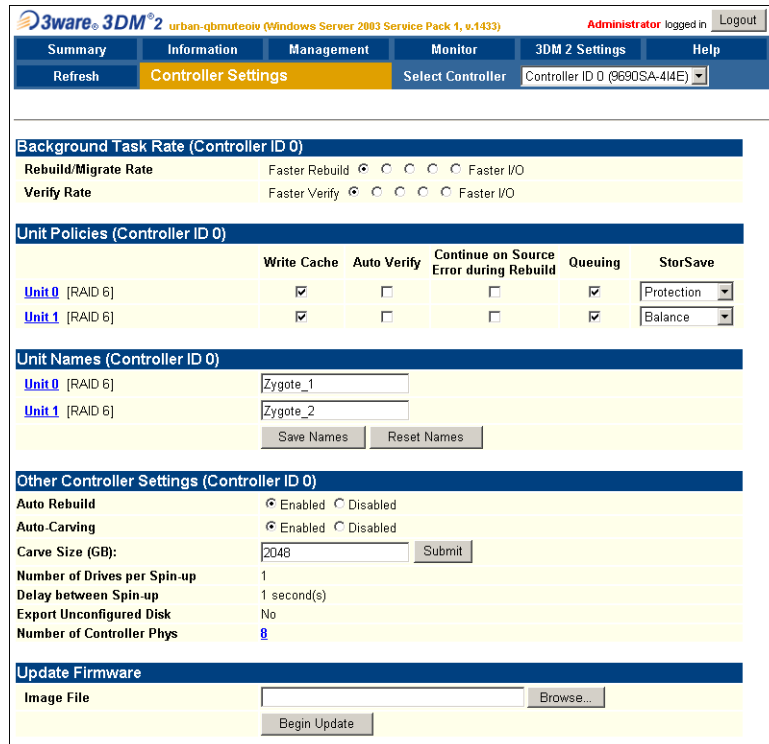 3ware® 3DM®2 urban-qbmuteoiv (Windows Server 2003 Service Pack 1, v.1433) Administrator logged in Logout
Summary Information Management Monitor 3DM 2 Settings Help
Refresh Controller Settings Select Controller Controller ID 0 (9690SA-4I4E)
Background Task Rate (Controller ID 0)
Rebuild/Migrate Rate Faster Rebuild Faster I/O
Verify Rate Faster Verify Faster I/O
Unit Policies (Controller ID 0)
Write Cache Auto Verify Continue on Source Error during Rebuild Queuing StorSave
Unit 0 [RAID 6] Protection
Unit 1 [RAID 6] Balance
Unit Names (Controller ID 0)
Unit 0 [RAID 6] Zygote_1
Unit 1 [RAID 6] Zygote_2
Save Names Reset Names
Other Controller Settings (Controller ID 0)
Auto Rebuild Enabled Disabled
Auto-Carving Enabled Disabled
Carve Size (GB): 2048 Submit
Number of Drives per Spin-up 1
Delay between Spin-up 1 second(s)
Export Unconfigured Disk No
Number of Controller Phys 8
Update Firmware
Image File Browse...
Begin Update